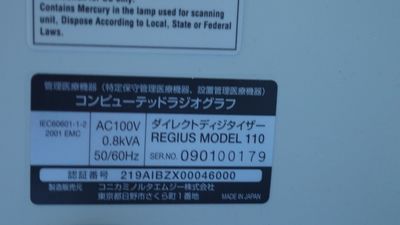 Contains Mercury in the lamp used for scanning
unit, Dispose According to Local, State or Federal
Laws.
管理医療機器(特定保守管理医療機器、設置管理医療機器)
コンピューテッドラジオグラフ
IEC60601-1-2
2001 EMC
AC100V
0.8kVA
50/60Hz
ダイレクトディジタイザー
REGIUS MODEL 110
SER.NO. 090100179
認証番号 219AIBZX00046000
製造販売元 コニカミノルタエムジー株式会社
東京都日野市さくら町1番地
MADE IN JAPAN